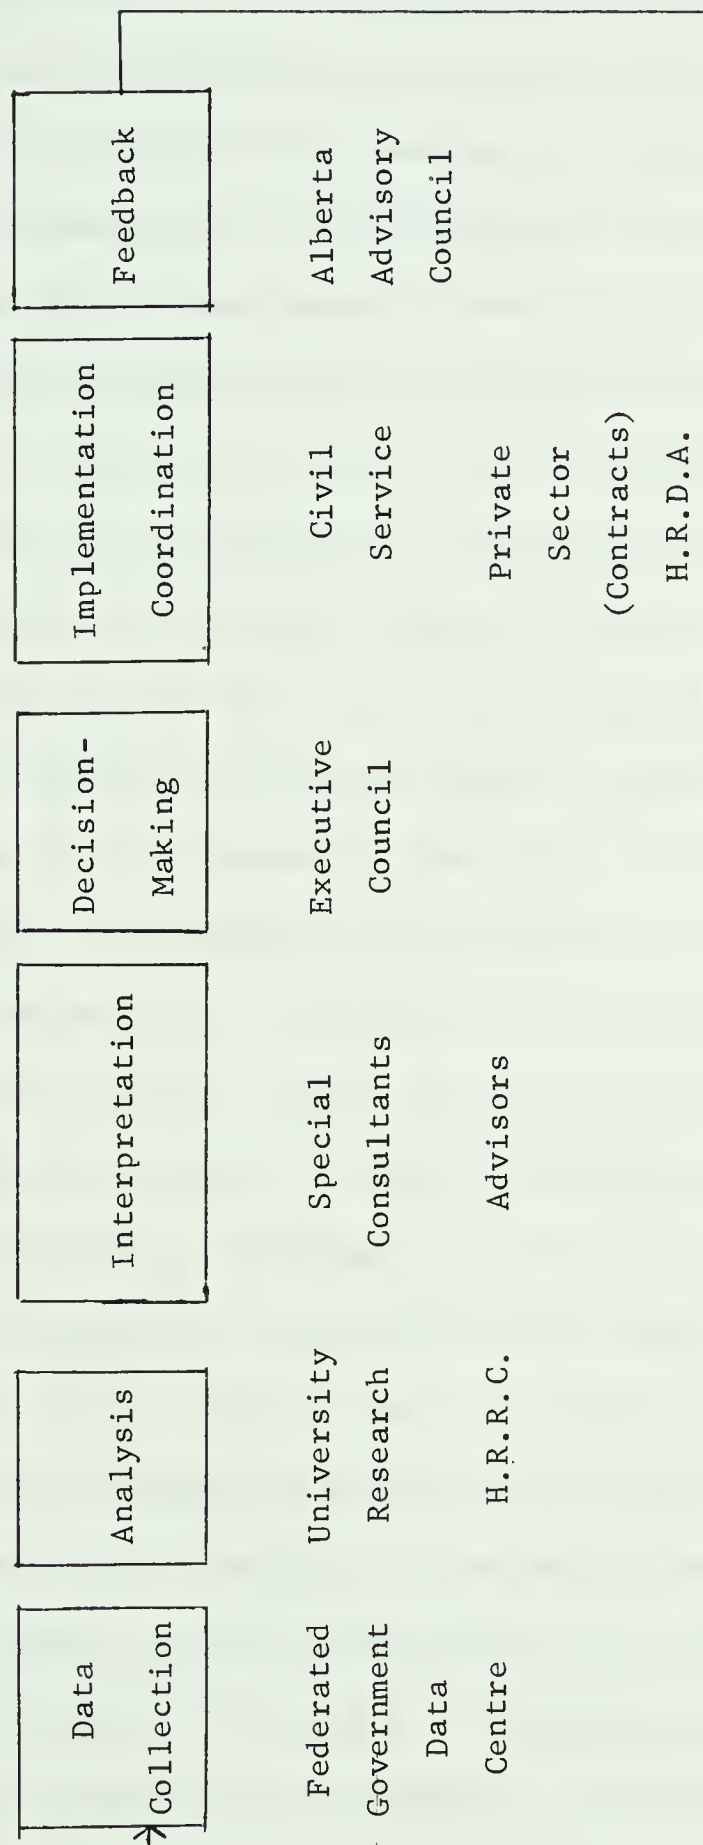 Data
Collection
Analysis
Interpretation
Decision-
Making
Implementation
Coordination
Feedback
Federated
Government
Data
Centre
University
Research
H.R.R.C.
Special
Consultants
Advisors
Executive
Council
Civil
Service
Private
Sector
(Contracts)
H.R.D.A.
Alberta
Advisory
Council